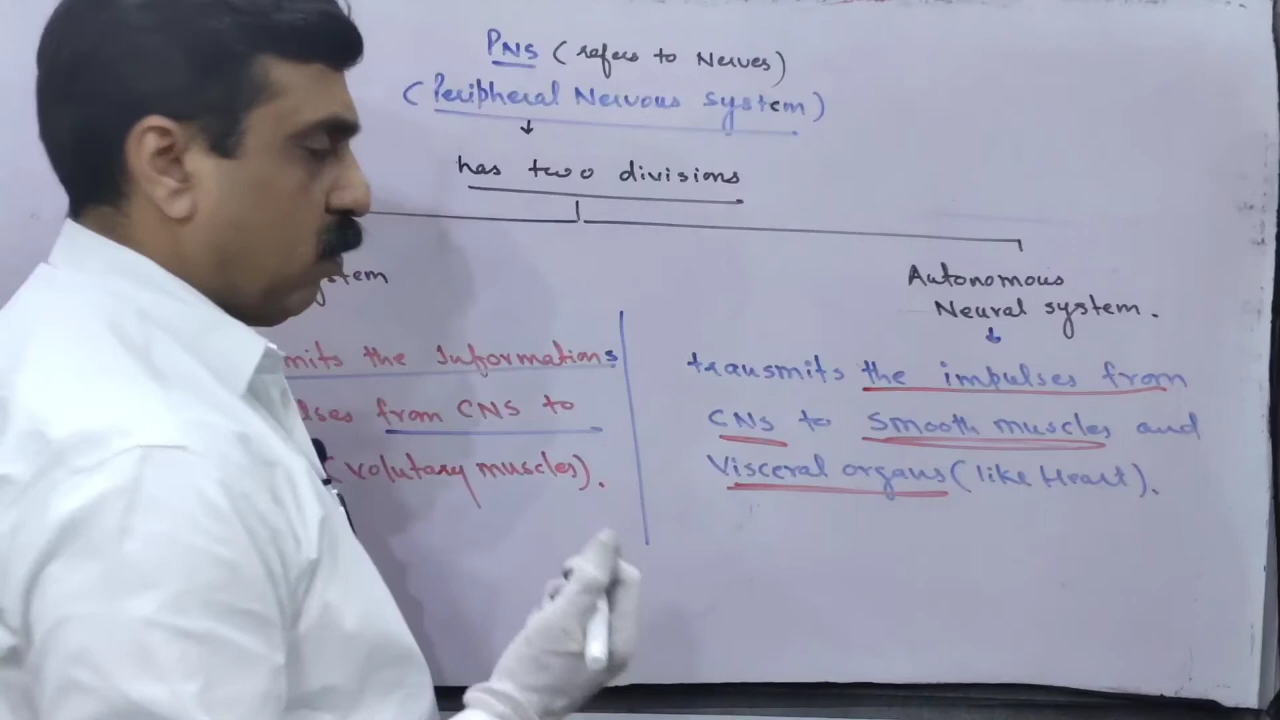 PNS (refers to Nerves)
(Peripheral Nervous system)
has two divisions
Autonomous
Neural system.
the Informations
transmits the impulses from
from CNS to
CNS to smooth muscles and
(volutary muscles).
Visceral organs (like Heart).